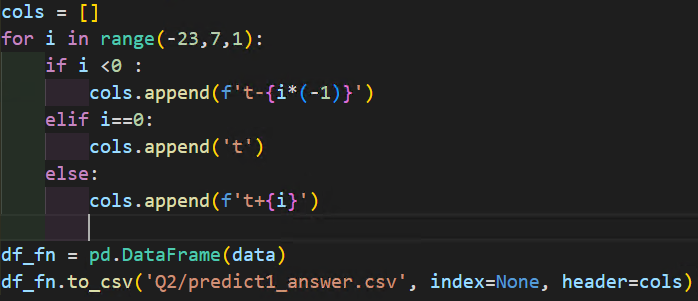 cols = []
for i in range(-23,7,1):
    if i <0 :
        cols.append(f't-{i*(-1)}')
    elif i==0:
        cols.append('t')
    else:
        cols.append(f't+{i}')
df_fn = pd.DataFrame(data)
df_fn.to_csv('Q2/predict1_answer.csv', index=None, header=cols)